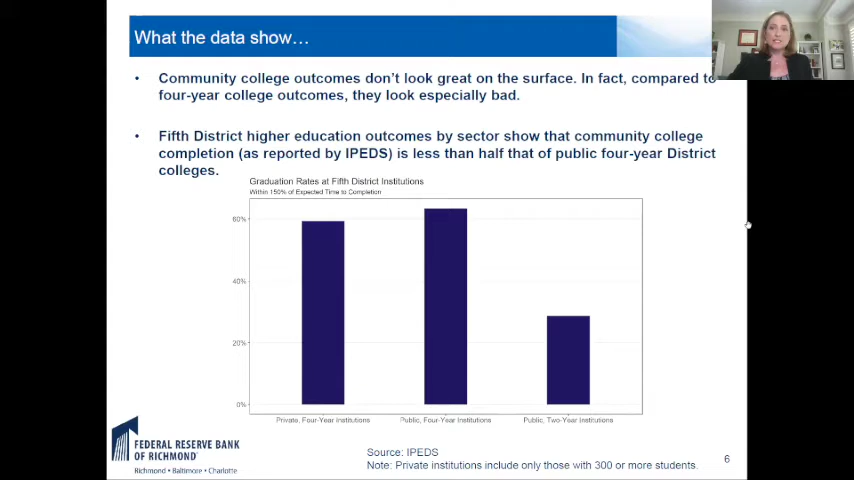 What the data show…
• Community college outcomes don't look great on the surface. In fact, compared to
four-year college outcomes, they look especially bad.
• Fifth District higher education outcomes by sector show that community college
completion (as reported by IPEDS) is less than half that of public four-year District
colleges.
Graduation Rates at Fifth District Institutions
Within 150% of Expected Time to Completion
60%
40%
20%
0%
Private, Four-Year Institutions
Public, Four-Year Institutions
Public, Two-Year Institutions
FEDERAL RESERVE BANK
OF RICHMOND
Richmond • Baltimore • Charlotte
Source: IPEDS
Note: Private institutions include only those with 300 or more students.
6